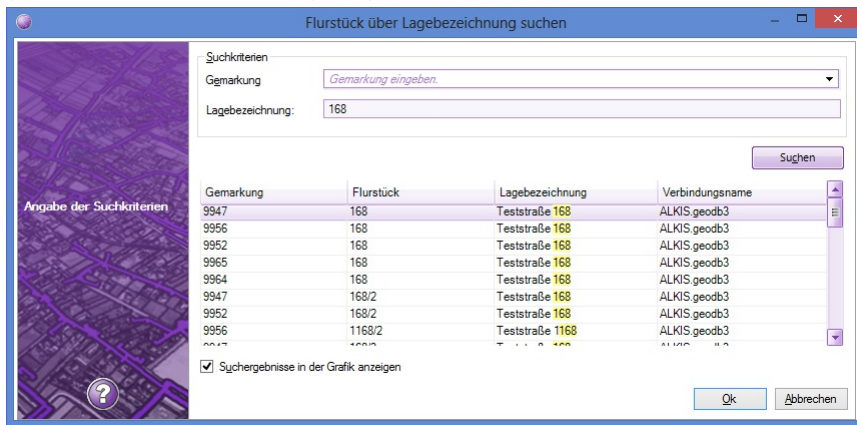 Flurstück über Lagebezeichnung suchen
Angabe der Suchkriterien
Suchkriterien
Gemarkung Gemarkung eingeben.
Lagebezeichnung: 168
Suchen
Gemarkung Flurstück Lagebezeichnung Verbindungsname
9947 168 Teststraße 168 ALKIS.geodb3
9956 168 Teststraße 168 ALKIS.geodb3
9952 168 Teststraße 168 ALKIS.geodb3
9965 168 Teststraße 168 ALKIS.geodb3
9964 168 Teststraße 168 ALKIS.geodb3
9947 168/2 Teststraße 168 ALKIS.geodb3
9952 168/2 Teststraße 168 ALKIS.geodb3
9956 1168/2 Teststraße 1168 ALKIS.geodb3
Suchergebnisse in der Grafik anzeigen
?
Ok Abbrechen